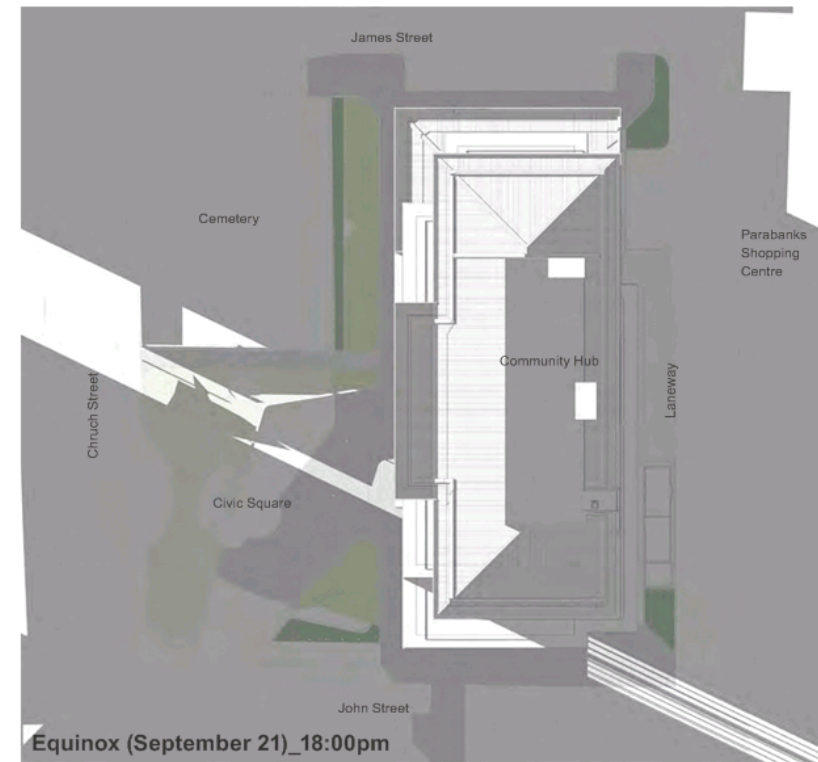 James Street
Cemetery
Parabanks
Shopping
Centre
Community Hub
Laneway
Chruch Street
Civic Square
John Street
Equinox (September 21)_18:00pm